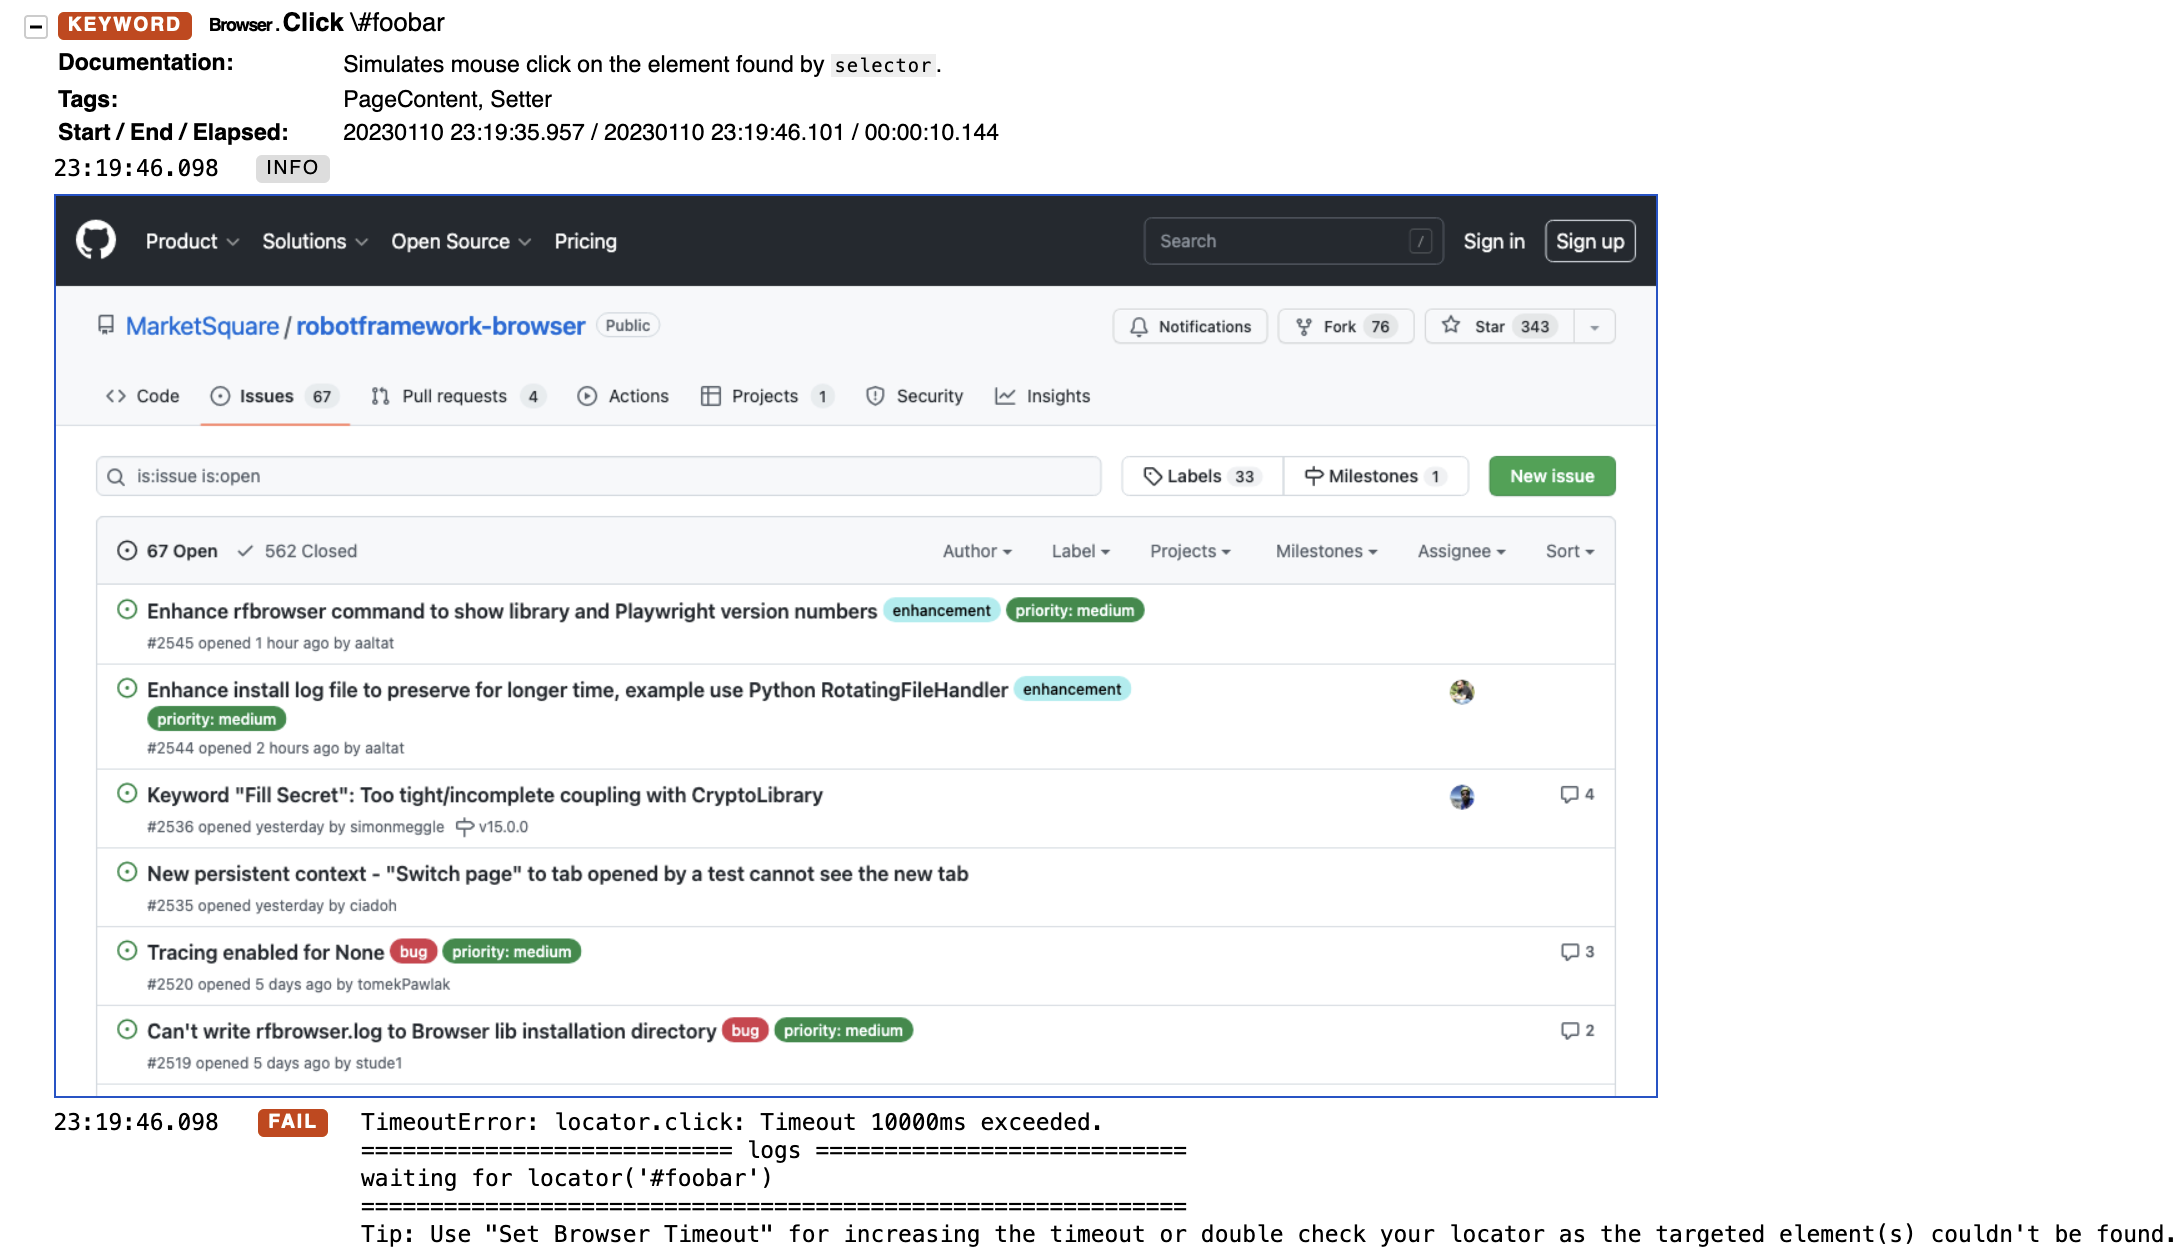 KEYWORD Browser.Click \#foobar
Documentation: Simulates mouse click on the element found by selector.
Tags: PageContent, Setter
Start / End / Elapsed: 20230110 23:19:35.957 / 20230110 23:19:46.101 / 00:00:10.144
23:19:46.098 INFO
Product Solutions Open Source Pricing Search / Sign in Sign up
MarketSquare / robotframework-browser Public Notifications Fork 76 Star 343
Code Issues 67 Pull requests 4 Actions Projects 1 Security Insights
is:issue is:open Labels 33 Milestones 1 New issue
67 Open 562 Closed Author Label Projects Milestones Assignee Sort
Enhance rfbrowser command to show library and Playwright version numbers enhancement priority: medium
#2545 opened 1 hour ago by aaltat
Enhance install log file to preserve for longer time, example use Python RotatingFileHandler enhancement
priority: medium
#2544 opened 2 hours ago by aaltat
Keyword "Fill Secret": Too tight/incomplete coupling with CryptoLibrary 4
#2536 opened yesterday by simonmeggle v15.0.0
New persistent context - "Switch page" to tab opened by a test cannot see the new tab
#2535 opened yesterday by ciadoh
Tracing enabled for None bug priority: medium 3
#2520 opened 5 days ago by tomekPawlak
Can't write rfbrowser.log to Browser lib installation directory bug priority: medium 2
#2519 opened 5 days ago by stude1
23:19:46.098 FAIL TimeoutError: locator.click: Timeout 10000ms exceeded.
=========================== logs ===========================
waiting for locator('#foobar')
============================================================
Tip: Use "Set Browser Timeout" for increasing the timeout or double check your locator as the targeted element(s) couldn't be found.